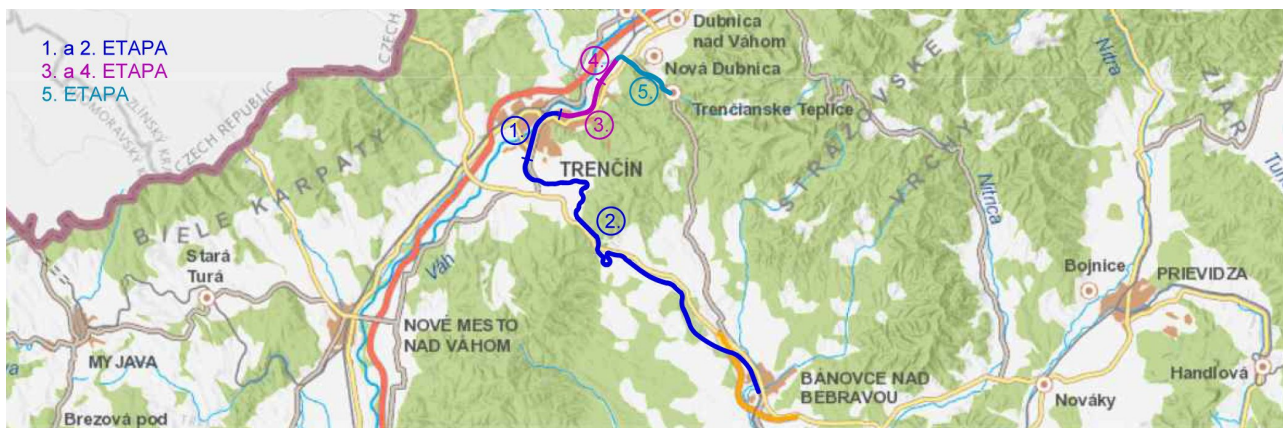 1. a 2. ETAPA
3. a 4. ETAPA
5. ETAPA
Dubnica
nad Váhom
Nová Dubnica
Trenčianske Teplice
4.
5.
3.
1.
TRENČÍN
2.
CZECH REPUBLIC
CZECH REPUBLIC
ZLÍNSKÝ
MORAVSKÝ
BIELE KARPATY
STRÁŽOVSKÉ
VRCHY
ŽIAR
Nitra
Nitrica
Váh
Stará
Turá
NOVÉ MESTO
NAD VÁHOM
MYJAVA
Brezová pod
Bojnice
PRIEVIDZA
BÁNOVCE NAD
BEBRAVOU
Nováky
Handlová